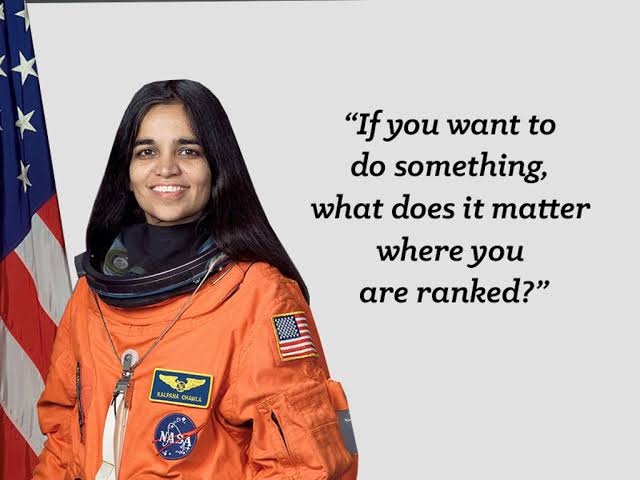 “If you want to
do something,
what does it matter
where you
are ranked?”
KALPANA CHAWLA
NASA